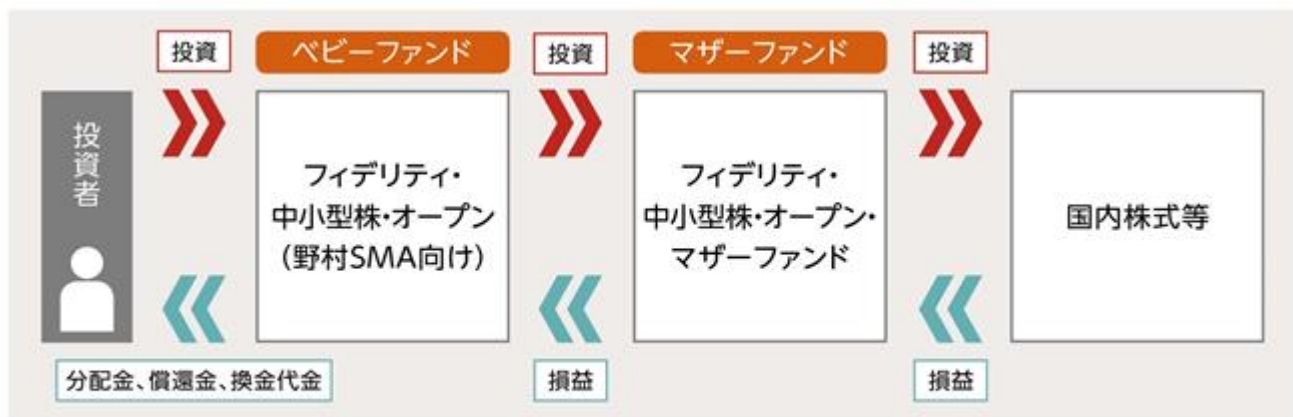 投資
ベビーファンド
投資
マザーファンド
投資
投資者
フィデリティ・
中小型株・オープン
(野村SMA向け)
フィデリティ・
中小型株・オープン・
マザーファンド
国内株式等
分配金、償還金、換金代金
損益
損益